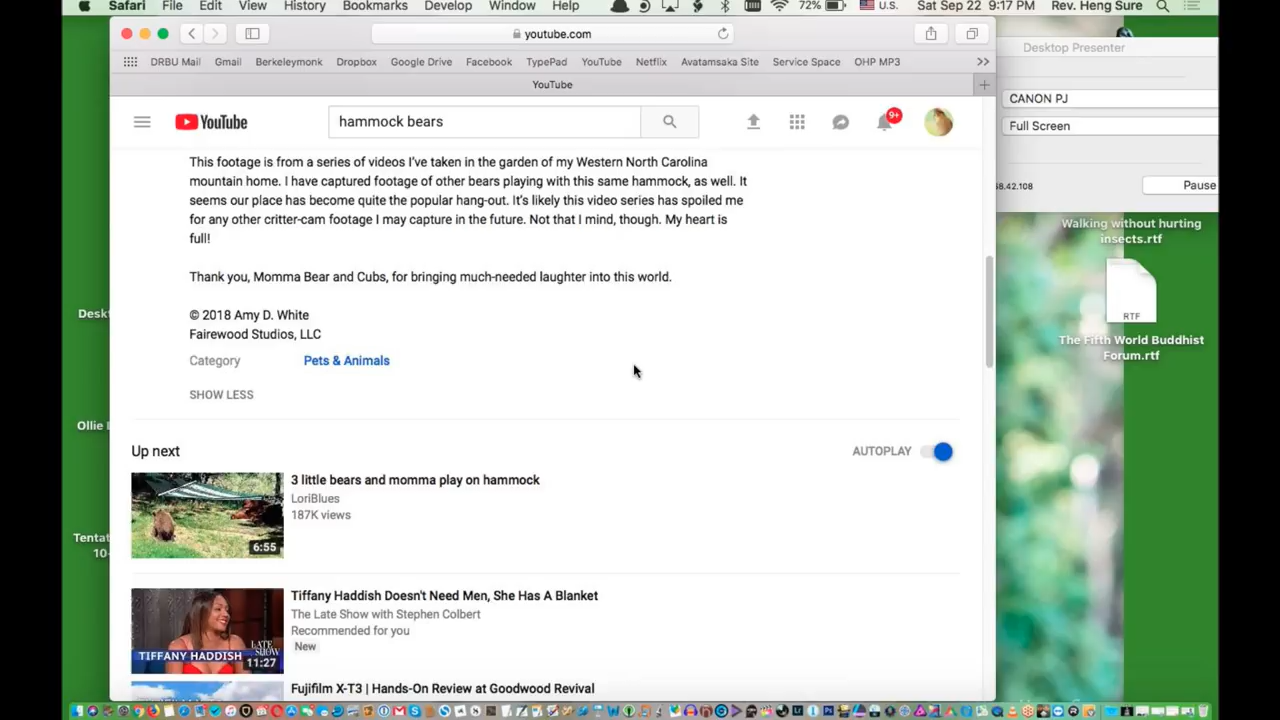 Safari File Edit View History Bookmarks Develop Window Help 72% U.S. Sat Sep 22 9:17 PM Rev. Heng Sure
youtube.com
Desktop Presenter
DRBU Mail Gmail Berkeleymonk Dropbox Google Drive Facebook TypePad YouTube Netflix Avatamsaka Site Service Space OHP MP3 >>
YouTube
CANON PJ
Full Screen
YouTube hammock bears 9+
This footage is from a series of videos I've taken in the garden of my Western North Carolina
mountain home. I have captured footage of other bears playing with this same hammock, as well. It
seems our place has become quite the popular hang-out. It's likely this video series has spoiled me
for any other critter-cam footage I may capture in the future. Not that I mind, though. My heart is
full!
68.42.108 Pause
Walking without hurting
insects.rtf
Thank you, Momma Bear and Cubs, for bringing much-needed laughter into this world.
RTF
© 2018 Amy D. White
Fairewood Studios, LLC
Deskt
The Fifth World Buddhist
Forum.rtf
Category Pets & Animals
SHOW LESS
Ollie
Up next AUTOPLAY
3 little bears and momma play on hammock
LoriBlues
187K views
6:55
Tentat
10-
Tiffany Haddish Doesn't Need Men, She Has A Blanket
The Late Show with Stephen Colbert
Recommended for you
New
LATE
SHOW
TIFFANY HADDISH 11:27
Fujifilm X-T3 | Hands-On Review at Goodwood Revival